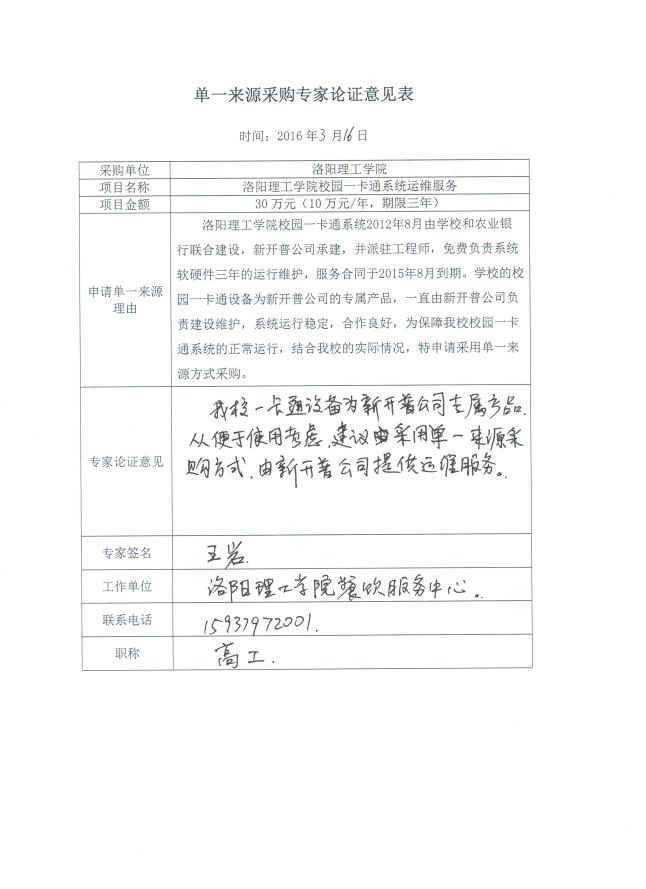 单一来源采购专家论证意见表
时间：2016 年3 月16 日
采购单位 洛阳理工学院
项目名称 洛阳理工学院校园一卡通系统运维服务
项目金额 30 万元（10 万元/年，期限三年）
申请单一来源
理由
洛阳理工学院校园一卡通系统2012年8月由学校和农业银
行联合建设，新开普公司承建，并派驻工程师，免费负责系统
软硬件三年的运行维护，服务合同于2015年8月到期。学校的校
园一卡通设备为新开普公司的专属产品，一直由新开普公司负
责建设维护，系统运行稳定，合作良好，为保障我校校园一卡
通系统的正常运行，结合我校的实际情况，特申请采用单一来
源方式采购。
专家论证意见
我校一卡通设备为新开普公司专属产品.
从便于使用考虑,建议由采用单一来源采
购方式.由新开普公司提供运维服务。
专家签名 王岩.
工作单位 洛阳理工学院餐饮服务中心。
联系电话 15937972001.
职称 高工.